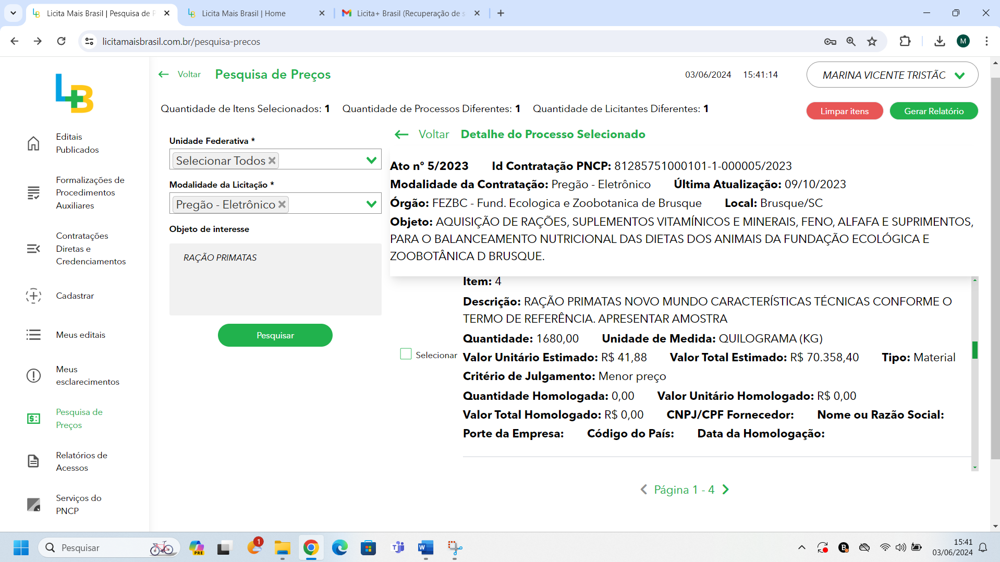 Licita Mais Brasil | Pesquisa de P
Licita Mais Brasil | Home
Licita+ Brasil (Recuperação de s
licitamaisbrasil.com.br/pesquisa-precos
M
L+B
Voltar
Pesquisa de Preços
03/06/2024 15:41:14
MARINA VICENTE TRISTÃC
Quantidade de Itens Selecionados: 1 Quantidade de Processos Diferentes: 1 Quantidade de Licitantes Diferentes: 1
Limpar itens
Gerar Relatório
Editais
Publicados
Formalizações de
Procedimentos
Auxiliares
Contratações
Diretas e
Credenciamentos
Cadastrar
Meus editais
Meus
esclarecimentos
Pesquisa de
Preços
Relatórios de
Acessos
Serviços do
PNCP
Unidade Federativa *
Selecionar Todos
Modalidade da Licitação *
Pregão - Eletrônico
Objeto de interesse
RAÇÃO PRIMATAS
Pesquisar
Voltar Detalhe do Processo Selecionado
Ato n° 5/2023 Id Contratação PNCP: 81285751000101-1-000005/2023
Modalidade da Contratação: Pregão - Eletrônico Última Atualização: 09/10/2023
Órgão: FEZBC - Fund. Ecologica e Zoobotanica de Brusque Local: Brusque/SC
Objeto: AQUISIÇÃO DE RAÇÕES, SUPLEMENTOS VITAMÍNICOS E MINERAIS, FENO, ALFAFA E SUPRIMENTOS,
PARA O BALANCEAMENTO NUTRICIONAL DAS DIETAS DOS ANIMAIS DA FUNDAÇÃO ECOLÓGICA E
ZOOBOTÂNICA D BRUSQUE.
Item: 4
Descrição: RAÇÃO PRIMATAS NOVO MUNDO CARACTERÍSTICAS TÉCNICAS CONFORME O
TERMO DE REFERÊNCIA. APRESENTAR AMOSTRA
Quantidade: 1680,00 Unidade de Medida: QUILOGRAMA (KG)
Selecionar
Valor Unitário Estimado: R$ 41,88 Valor Total Estimado: R$ 70.358,40 Tipo: Material
Critério de Julgamento: Menor preço
Quantidade Homologada: 0,00 Valor Unitário Homologado: R$ 0,00
Valor Total Homologado: R$ 0,00 CNPJ/CPF Fornecedor: Nome ou Razão Social:
Porte da Empresa: Código do País: Data da Homologação:
Página 1 - 4
Pesquisar
PRE
1
15:41
03/06/2024